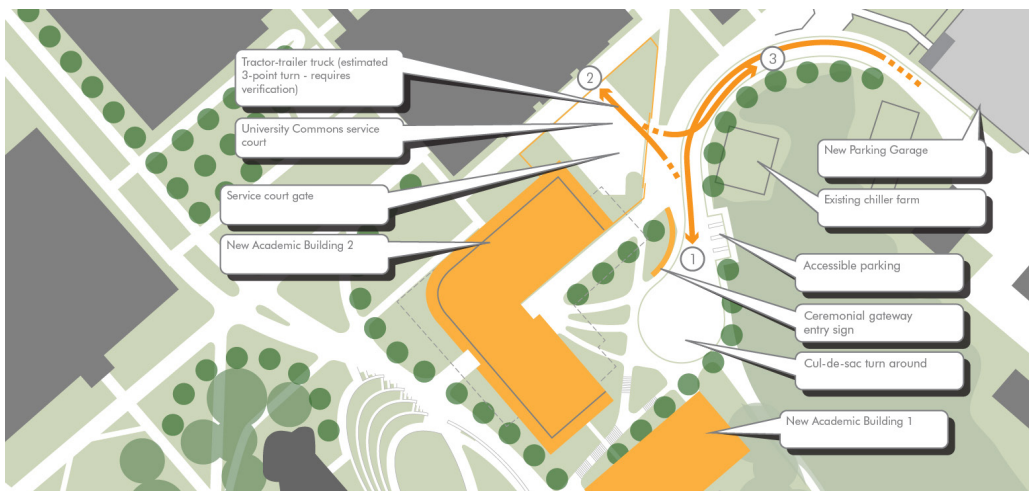 Tractor-trailer truck (estimated
3-point turn - requires
verification)
University Commons service
court
Service court gate
New Academic Building 2
2
3
1
New Parking Garage
Existing chiller farm
Accessible parking
Ceremonial gateway
entry sign
Cul-de-sac turn around
New Academic Building 1